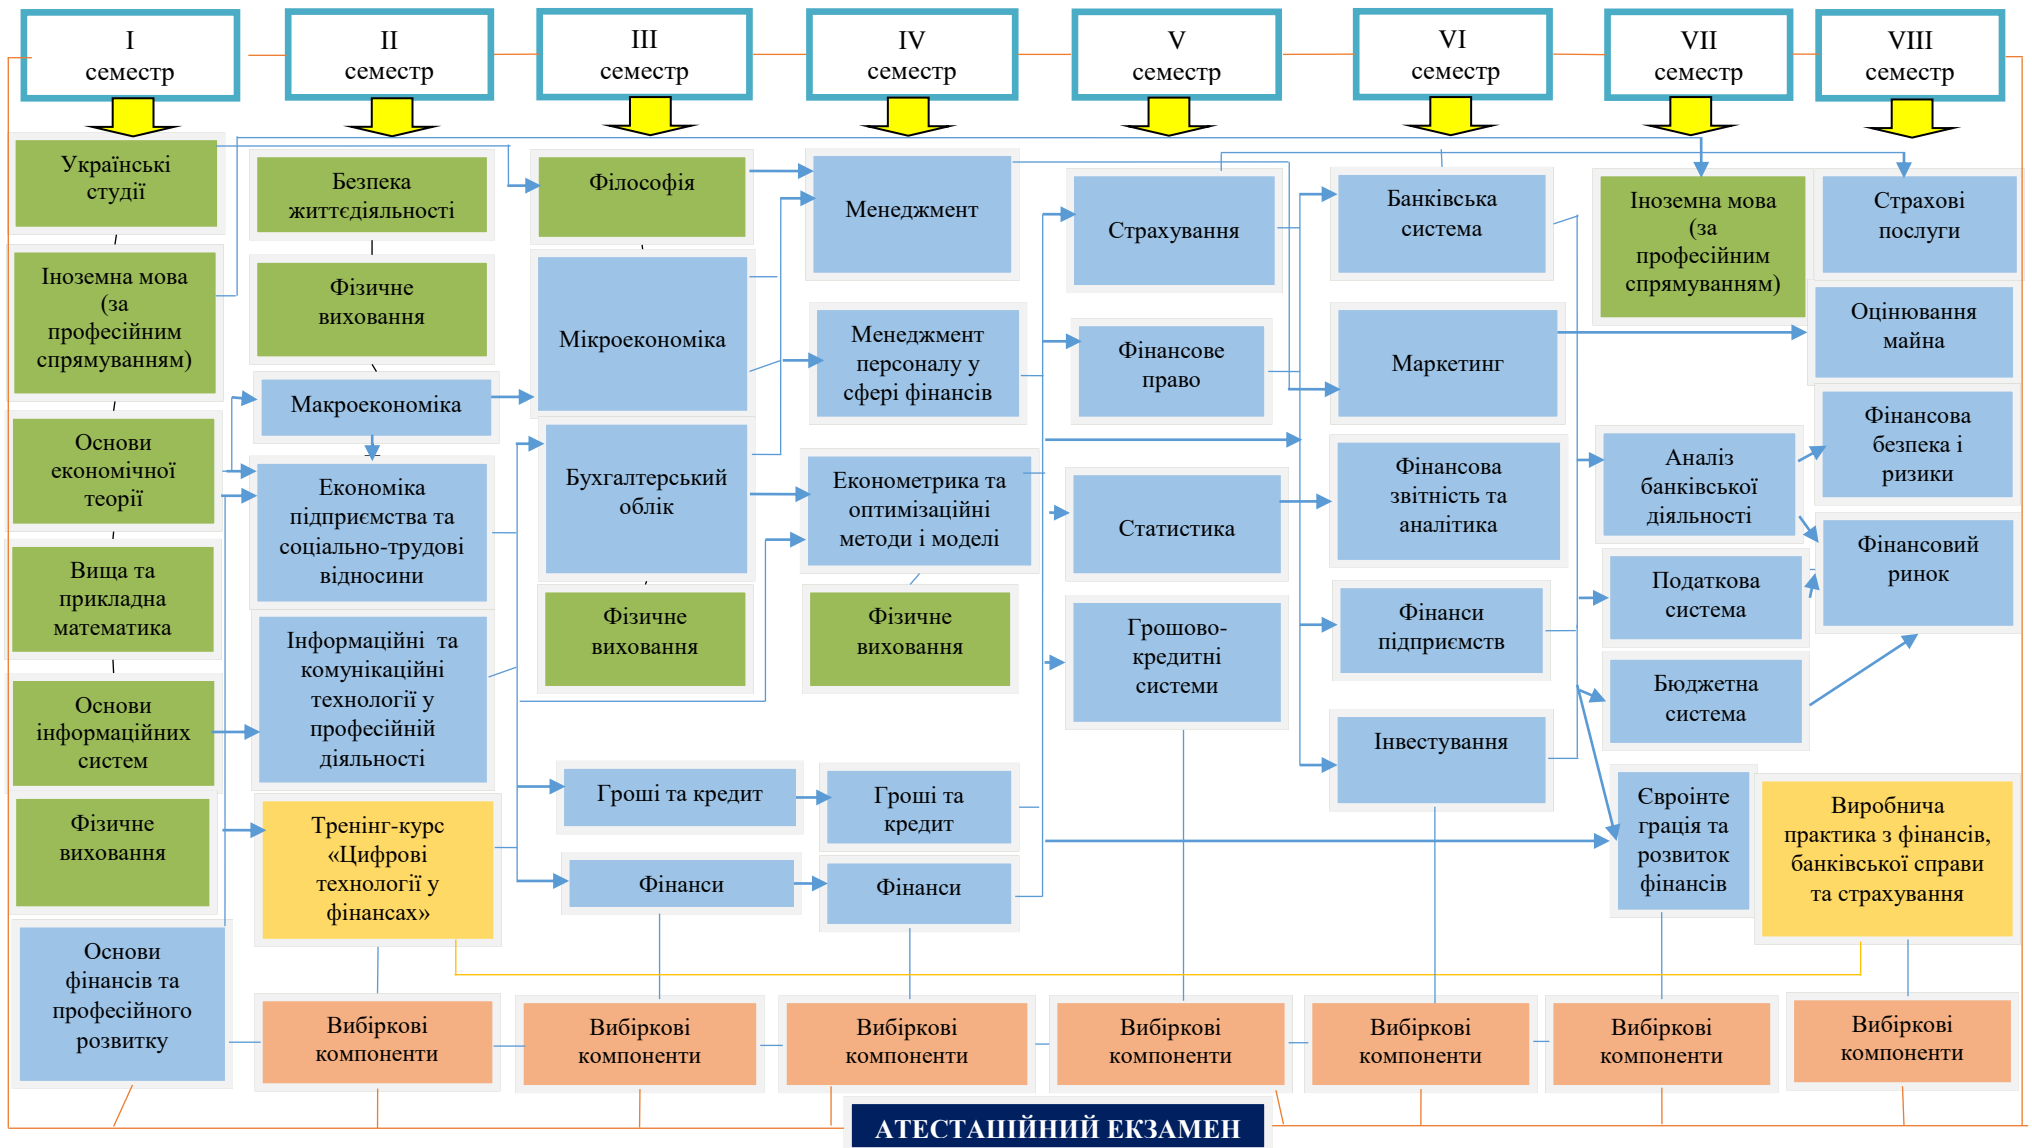 I
семестр
II
семестр
III
семестр
IV
семестр
V
семестр
VI
семестр
VII
семестр
VIII
семестр
Українські
студії
Іноземна мова
(за
професійним
спрямуванням)
Основи
економічної
теорії
Вища та
прикладна
математика
Основи
інформаційних
систем
Фізичне
виховання
Основи
фінансів та
професійного
розвитку
Безпека
життєдіяльності
Фізичне
виховання
Макроекономіка
Економіка
підприємства та
соціально-трудові
відносини
Інформаційні та
комунікаційні
технології у
професійній
діяльності
Тренінг-курс
«Цифрові
технології у
фінансах»
Вибіркові
компоненти
Філософія
Мікроекономіка
Бухгалтерський
облік
Фізичне
виховання
Гроші та кредит
Фінанси
Вибіркові
компоненти
Менеджмент
Менеджмент
персоналу у
сфері фінансів
Економетрика та
оптимізаційні
методи і моделі
Фізичне
виховання
Гроші та
кредит
Фінанси
Вибіркові
компоненти
Страхування
Фінансове
право
Статистика
Грошово-
кредитні
системи
Вибіркові
компоненти
Банківська
система
Маркетинг
Фінансова
звітність та
аналітика
Фінанси
підприємств
Інвестування
Вибіркові
компоненти
Іноземна мова
(за
професійним
спрямуванням)
Аналіз
банківської
діяльності
Податкова
система
Бюджетна
система
Євроінте
грація та
розвиток
фінансів
Вибіркові
компоненти
Страхові
послуги
Оцінювання
майна
Фінансова
безпека і
ризики
Фінансовий
ринок
Виробнича
практика з фінансів,
банківської справи
та страхування
Вибіркові
компоненти
АТЕСТАЦІЙНИЙ ЕКЗАМЕН